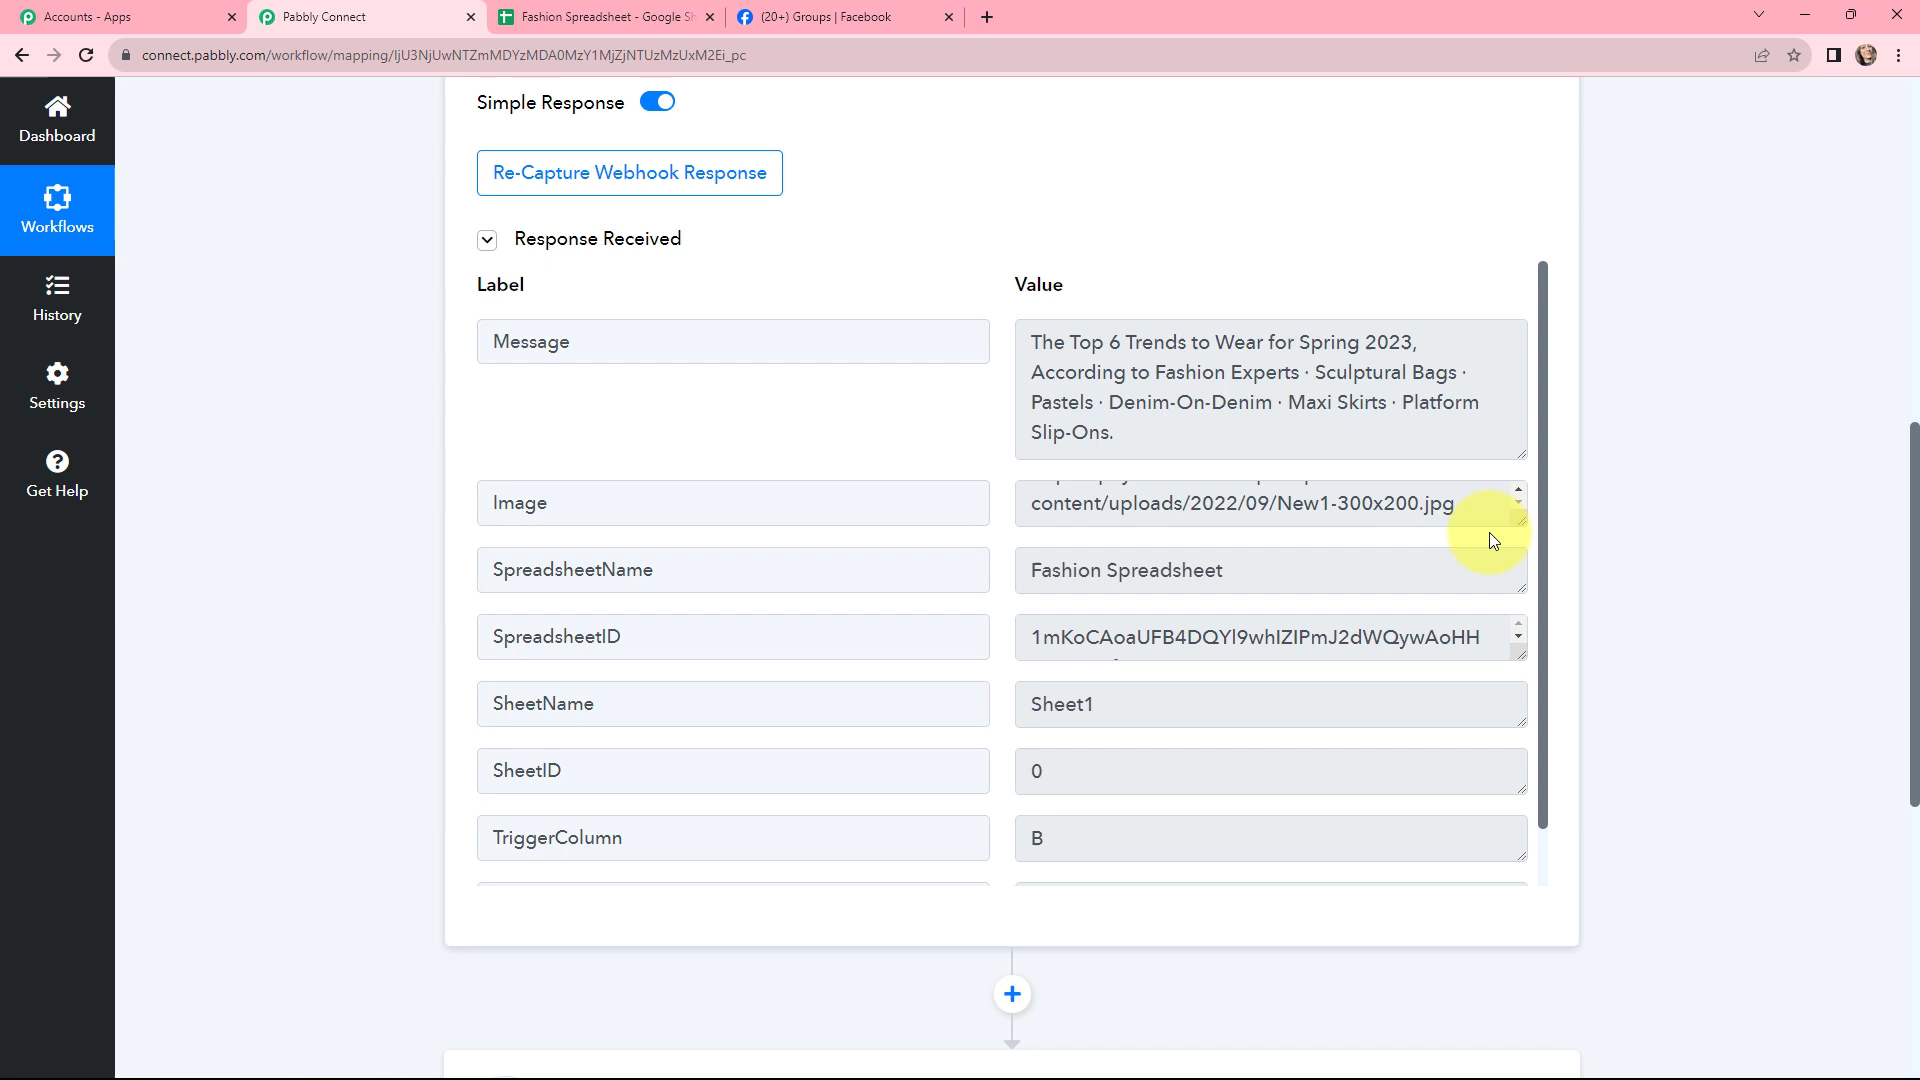 Accounts - Apps
Pabbly Connect
Fashion Spreadsheet - Google Sh
(20+) Groups | Facebook
connect.pabbly.com/workflow/mapping/IjU3NjUwNTZmMDYzMDA0MzY1MjZjNTUzMzUxM2Ei_pc
Dashboard
Workflows
History
Settings
Get Help
Simple Response
Re-Capture Webhook Response
Response Received
Label
Value
Message
The Top 6 Trends to Wear for Spring 2023,
According to Fashion Experts · Sculptural Bags ·
Pastels · Denim-On-Denim · Maxi Skirts · Platform
Slip-Ons.
Image
content/uploads/2022/09/New1-300x200.jpg
SpreadsheetName
Fashion Spreadsheet
SpreadsheetID
1mKoCAoaUFB4DQYl9whIZIPmJ2dWQywAoHH
SheetName
Sheet1
SheetID
0
TriggerColumn
B